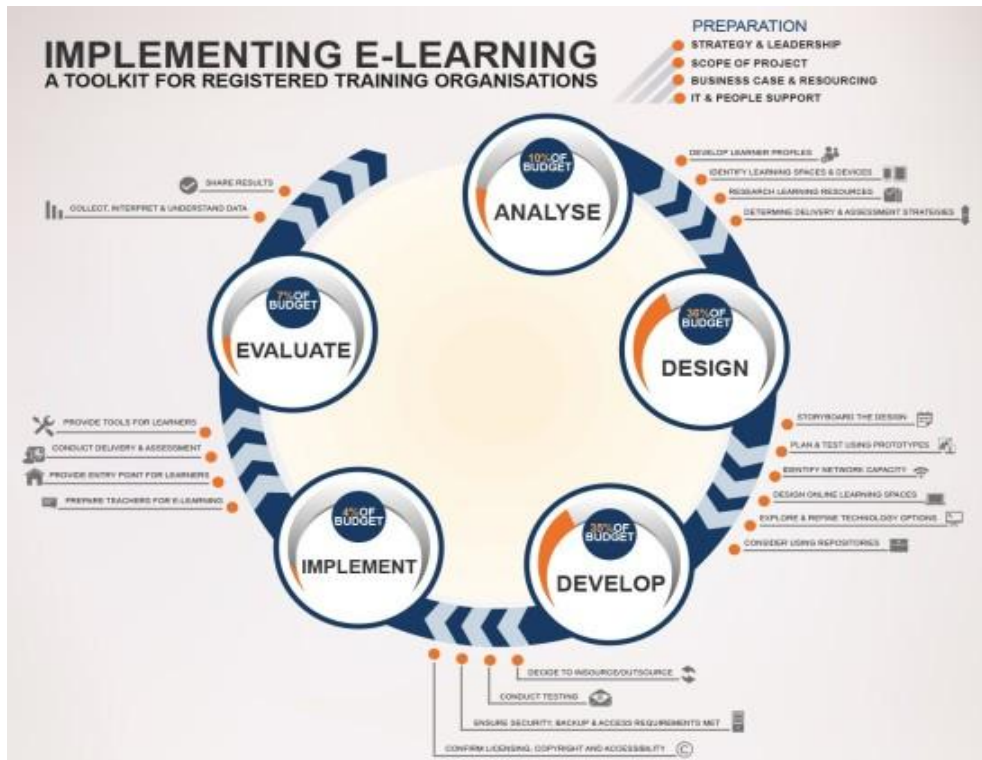 IMPLEMENTING E-LEARNING
A TOOLKIT FOR REGISTERED TRAINING ORGANISATIONS
PREPARATION
STRATEGY & LEADERSHIP
SCOPE OF PROJECT
BUSINESS CASE & RESOURCING
IT & PEOPLE SUPPORT
10% OF
BUDGET
ANALYSE
DEVELOP LEARNER PROFILES
IDENTIFY LEARNING SPACES & DEVICES
RESEARCH LEARNING RESOURCES
DETERMINE DELIVERY & ASSESSMENT STRATEGIES
36% OF
BUDGET
DESIGN
STORYBOARD THE DESIGN
PLAN & TEST USING PROTOTYPES
IDENTIFY NETWORK CAPACITY
DESIGN ONLINE LEARNING SPACES
EXPLORE & REFINE TECHNOLOGY OPTIONS
CONSIDER USING REPOSITORIES
OF
BUDGET
DEVELOP
DECIDE TO INSOURCE/OUTSOURCE
CONDUCT TESTING
ENSURE SECURITY, BACKUP & ACCESS REQUIREMENTS MET
CONFIRM LICENSING, COPYRIGHT AND ACCESSIBILITY ©
4% OF
BUDGET
IMPLEMENT
PROVIDE TOOLS FOR LEARNERS
CONDUCT DELIVERY & ASSESSMENT
PROVIDE ENTRY POINT FOR LEARNERS
PREPARE TEACHERS FOR E-LEARNING
7% OF
BUDGET
EVALUATE
SHARE RESULTS
COLLECT, INTERPRET & UNDERSTAND DATA